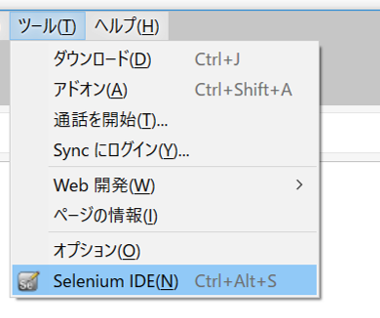 ツール(T) ヘルプ(H)
ダウンロード(D) Ctrl+J
アドオン(A) Ctrl+Shift+A
通話を開始(T)...
Sync にログイン(Y)...
Web 開発(W)
ページの情報(I)
オプション(O)
Se Selenium IDE(N) Ctrl+Alt+S